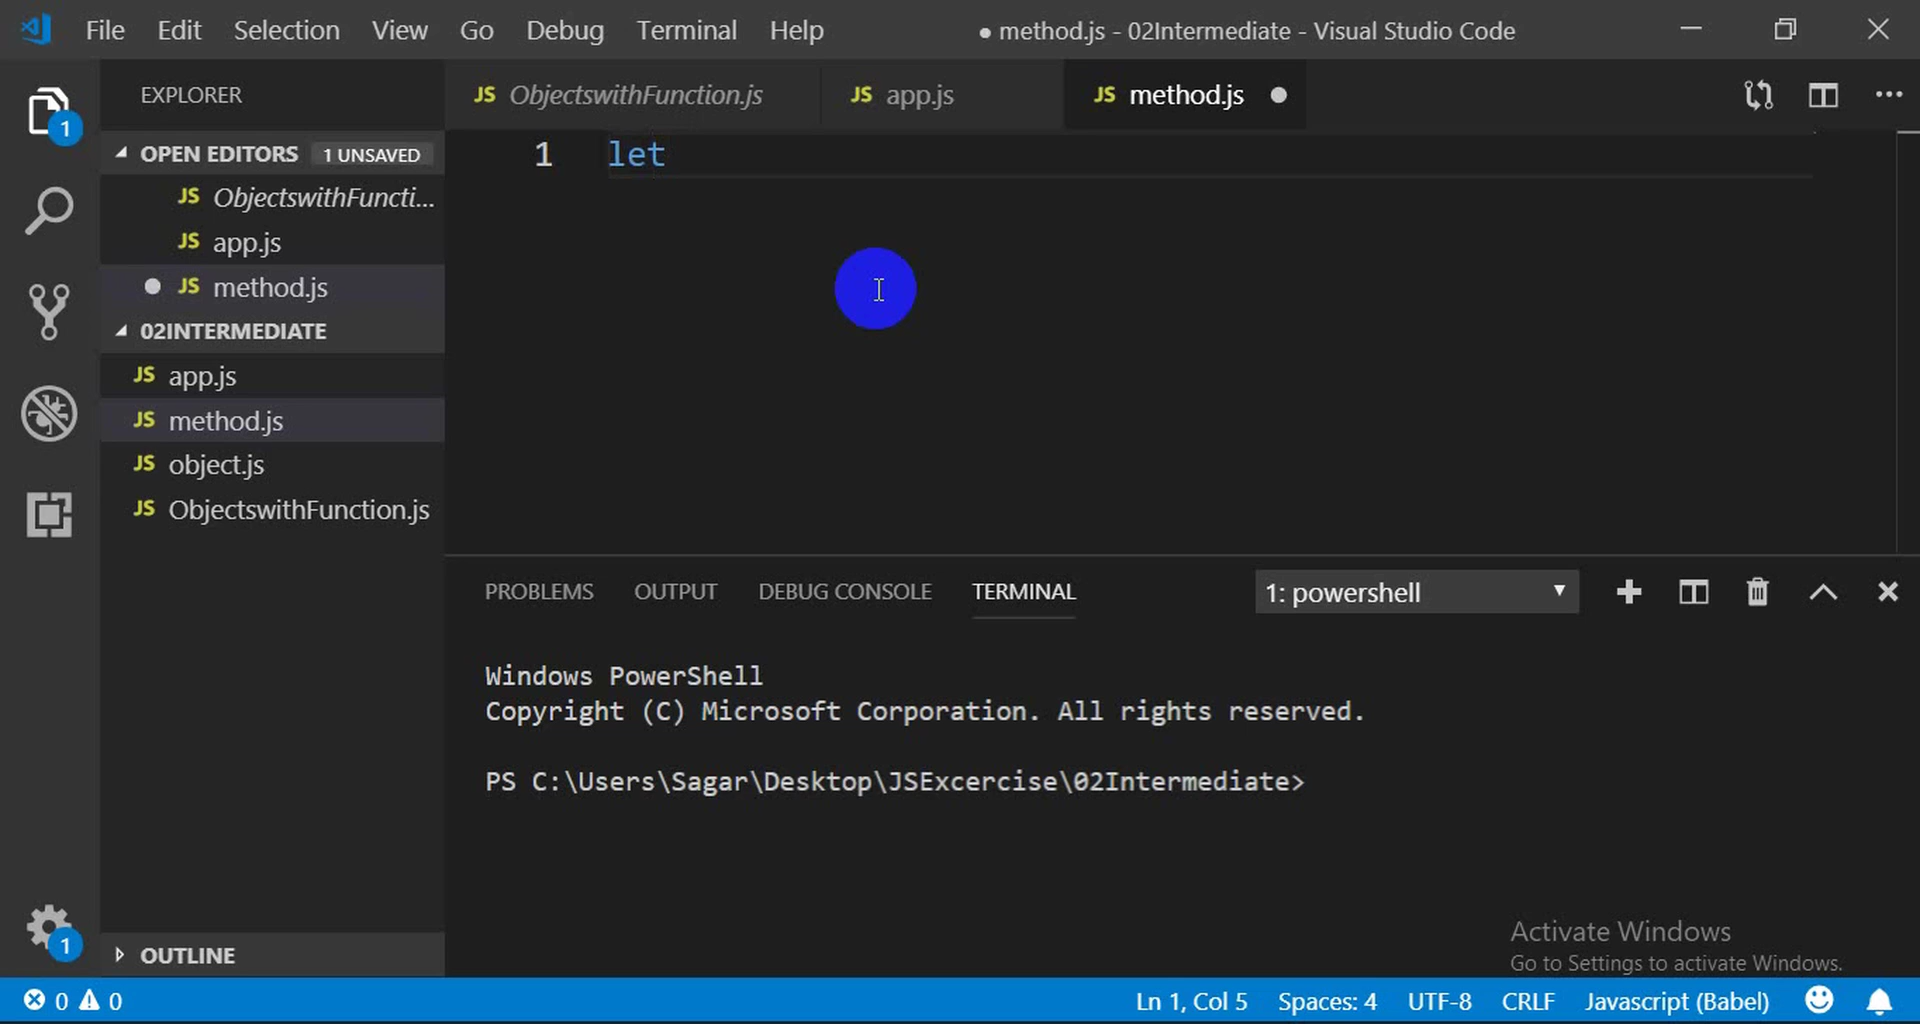 File Edit Selection View Go Debug Terminal Help ● method.js - 02Intermediate - Visual Studio Code
EXPLORER
JS ObjectswithFunction.js JS app.js JS method.js
OPEN EDITORS 1 UNSAVED
JS ObjectswithFuncti...
JS app.js
JS method.js
02INTERMEDIATE
JS app.js
JS method.js
JS object.js
JS ObjectswithFunction.js
OUTLINE
1
1
1 let
PROBLEMS OUTPUT DEBUG CONSOLE TERMINAL 1: powershell
Windows PowerShell
Copyright (C) Microsoft Corporation. All rights reserved.
PS C:\Users\Sagar\Desktop\JSExcercise\02Intermediate>
Activate Windows
Go to Settings to activate Windows.
0 0 Ln 1, Col 5 Spaces: 4 UTF-8 CRLF Javascript (Babel)